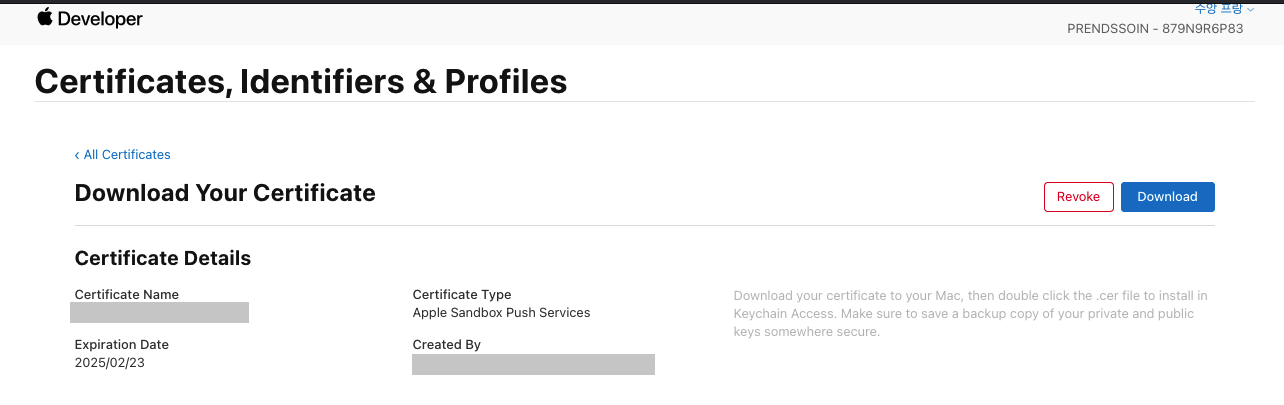 Developer
수앙 프랑
PRENDSSOIN - 879N9R6P83
Certificates, Identifiers & Profiles
‹ All Certificates
Download Your Certificate
Revoke
Download
Certificate Details
Certificate Name
Certificate Type
Apple Sandbox Push Services
Expiration Date
2025/02/23
Created By
Download your certificate to your Mac, then double click the .cer file to install in
Keychain Access. Make sure to save a backup copy of your private and public
keys somewhere secure.